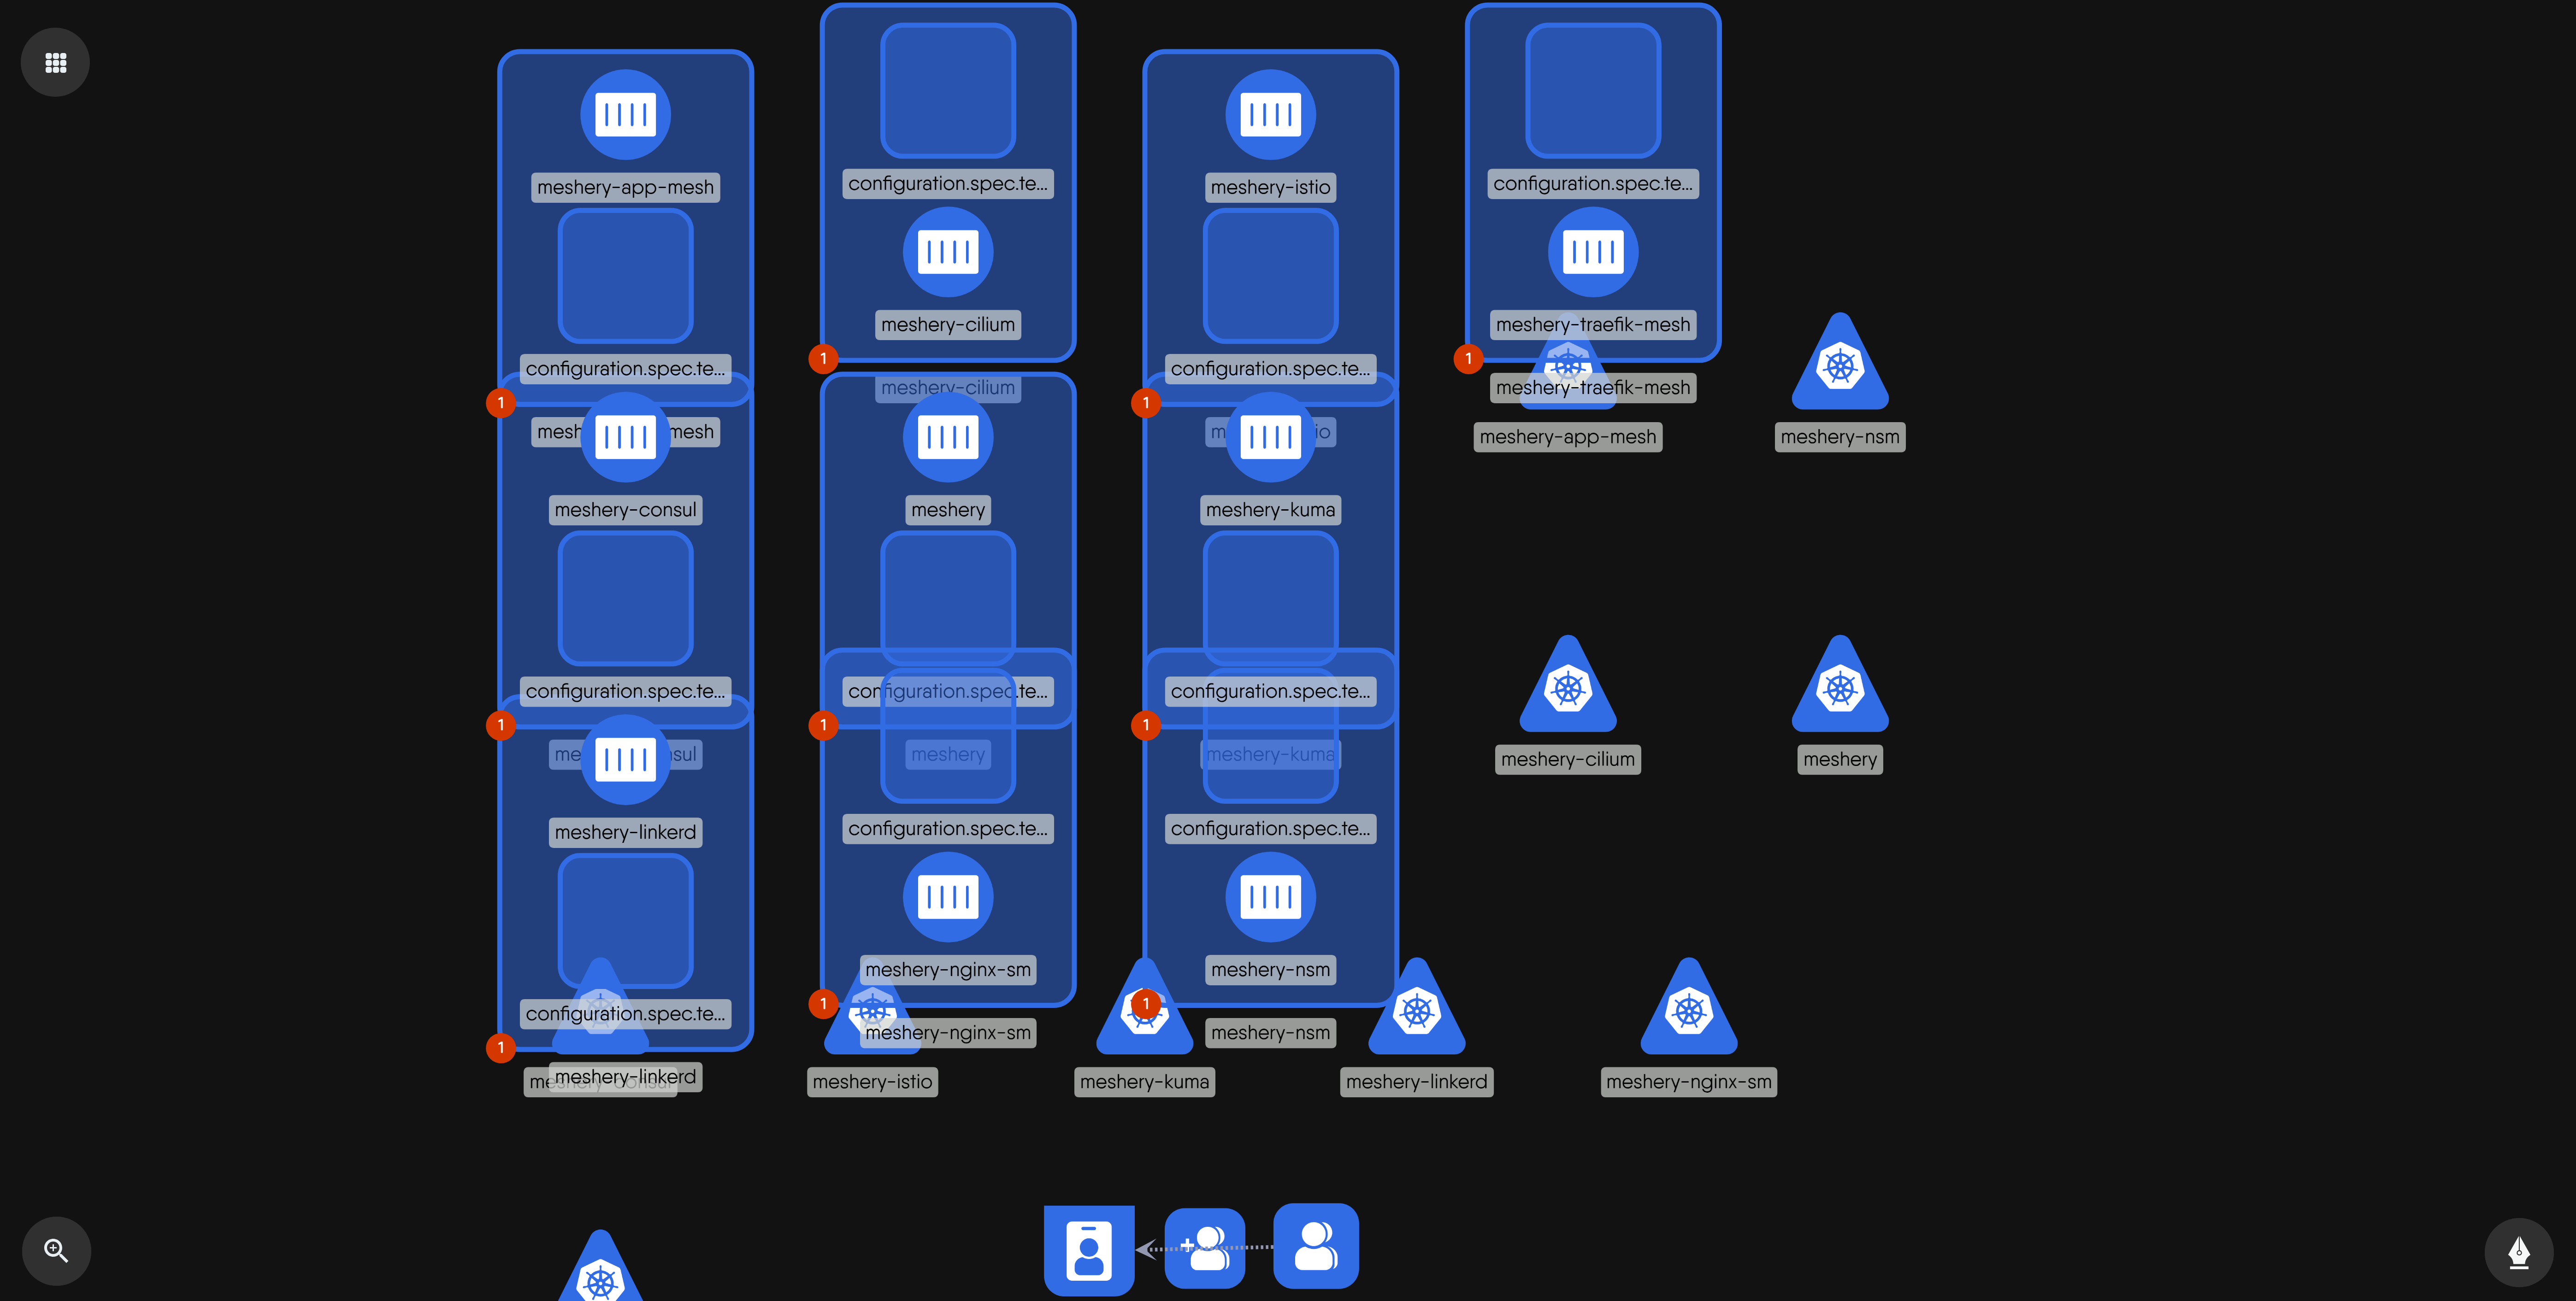 meshery-app-mesh
configuration.spec.te...
1
mesh mesh
meshery-consul
configuration.spec.te...
1
meshery-linkerd
configuration.spec.te...
1
meshery-linkerd
configuration.spec.te...
meshery-cilium
1
meshery-cilium
meshery
configuration.spec.te...
1
meshery
configuration.spec.te...
meshery-nginx-sm
1
meshery-nginx-sm
meshery-istio
meshery-istio
configuration.spec.te...
1
meshery-kuma
configuration.spec.te...
1
meshery-kuma
configuration.spec.te...
meshery-nsm
1
meshery-nsm
meshery-kuma
configuration.spec.te...
meshery-traefik-mesh
1
meshery-traefik-mesh
meshery-app-mesh
meshery-nsm
meshery-cilium
meshery
meshery-linkerd
meshery-nginx-sm